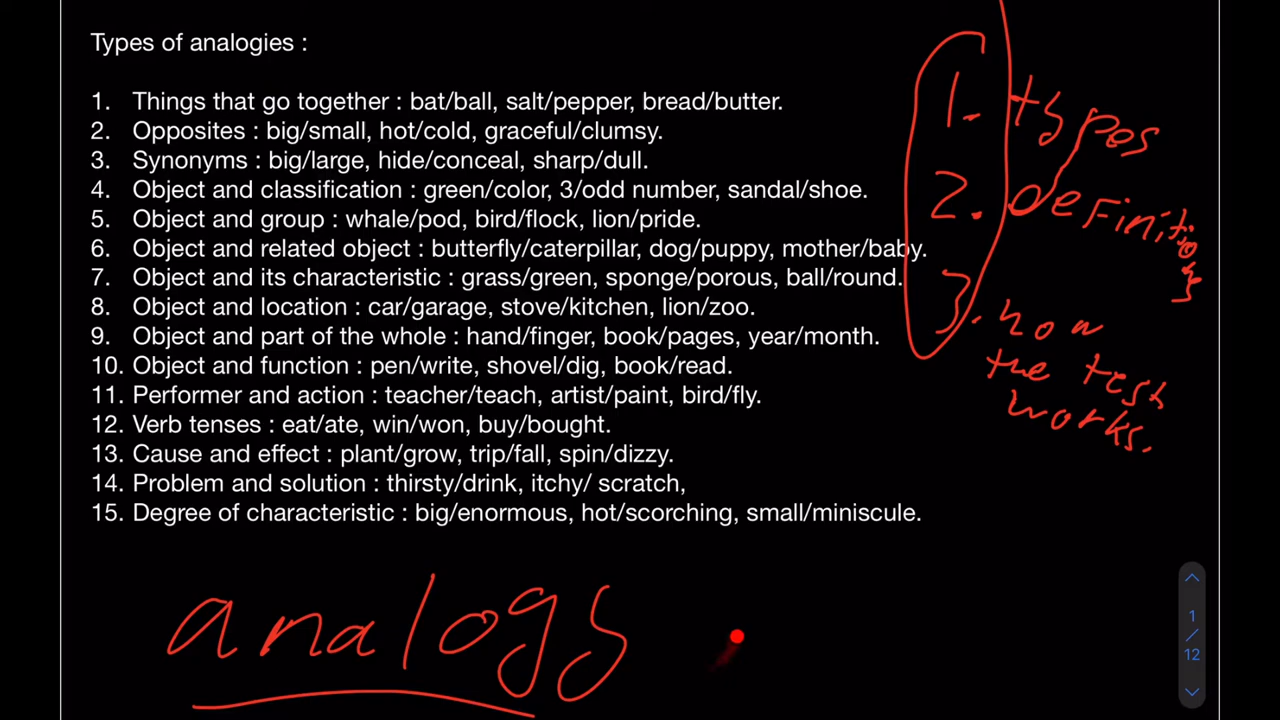 Types of analogies :
1. Things that go together : bat/ball, salt/pepper, bread/butter.
2. Opposites : big/small, hot/cold, graceful/clumsy.
3. Synonyms : big/large, hide/conceal, sharp/dull.
4. Object and classification : green/color, 3/odd number, sandal/shoe.
5. Object and group : whale/pod, bird/flock, lion/pride.
6. Object and related object : butterfly/caterpillar, dog/puppy, mother/baby.
7. Object and its characteristic : grass/green, sponge/porous, ball/round.
8. Object and location : car/garage, stove/kitchen, lion/zoo.
9. Object and part of the whole : hand/finger, book/pages, year/month.
10. Object and function : pen/write, shovel/dig, book/read.
11. Performer and action : teacher/teach, artist/paint, bird/fly.
12. Verb tenses : eat/ate, win/won, buy/bought.
13. Cause and effect : plant/grow, trip/fall, spin/dizzy.
14. Problem and solution : thirsty/drink, itchy/ scratch,
15. Degree of characteristic : big/enormous, hot/scorching, small/miniscule.
1. types
2. definitions
3. how
the test
works.
analogy
1
/
12